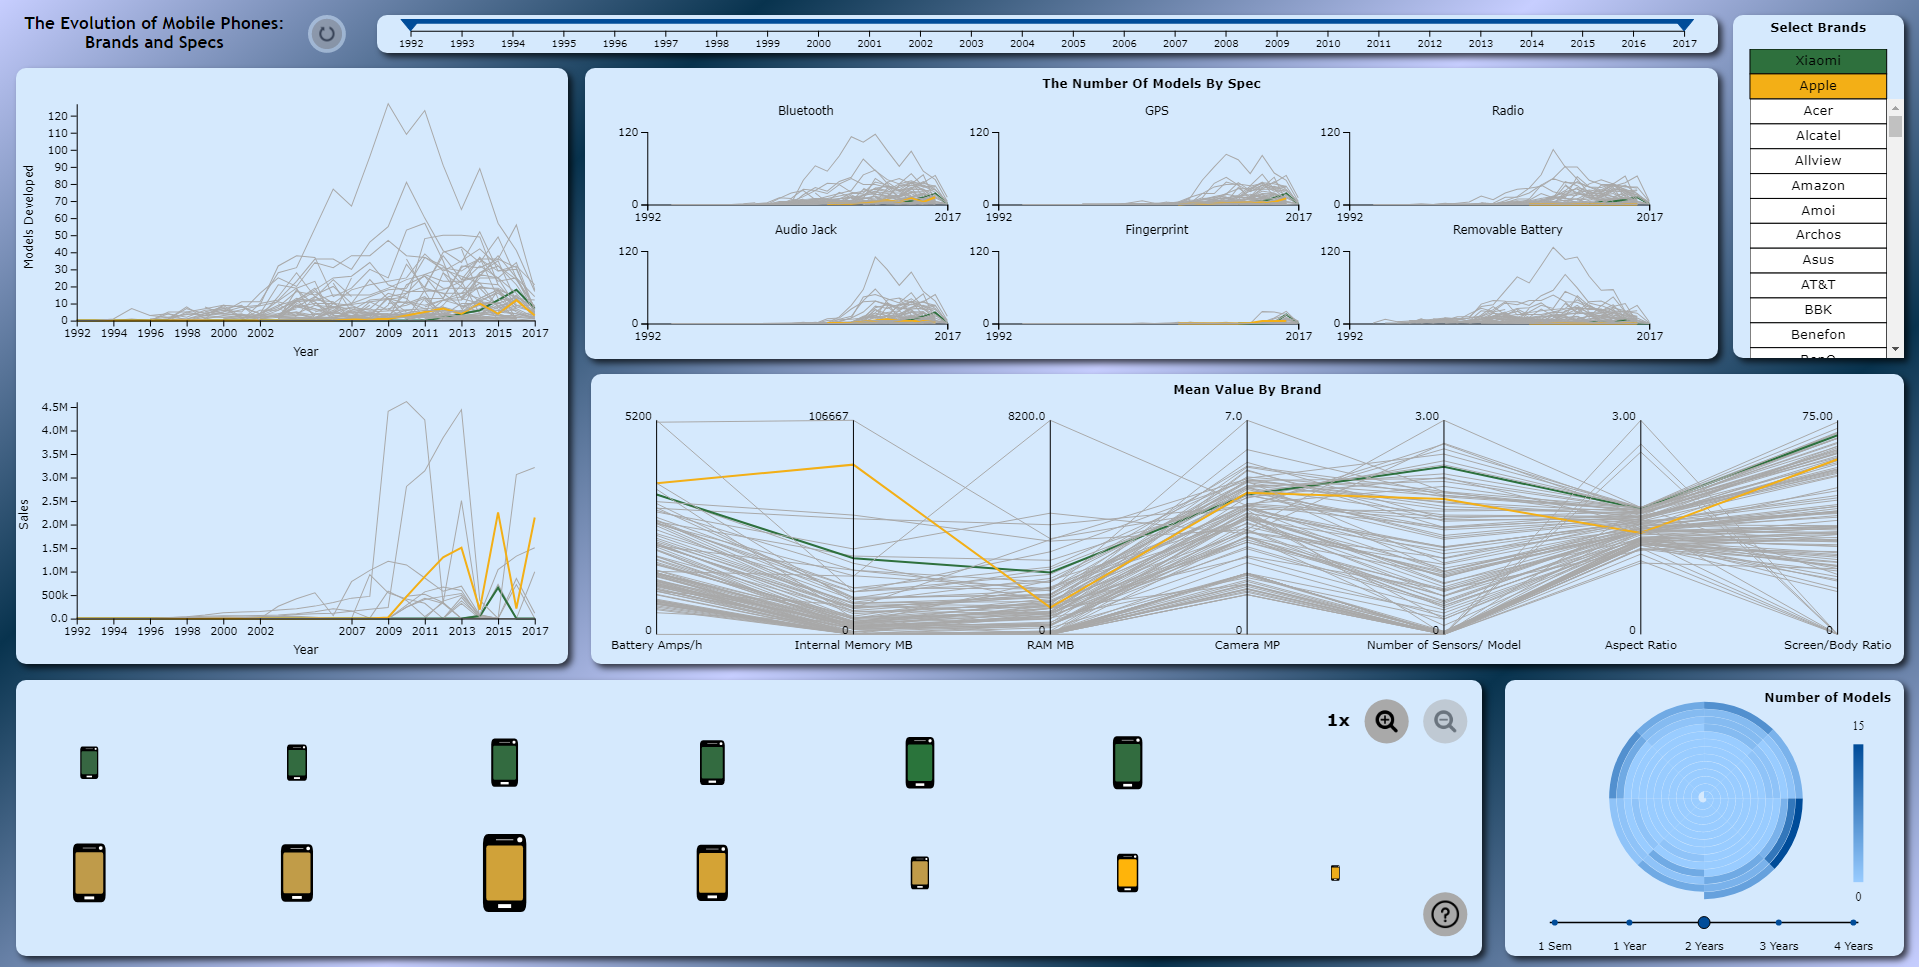 The Evolution of Mobile Phones:
Brands and Specs
1992 1993 1994 1995 1996 1997 1998 1999 2000 2001 2002 2003 2004 2005 2006 2007 2008 2009 2010 2011 2012 2013 2014 2015 2016 2017
Select Brands
Xiaomi
Apple
Acer
Alcatel
Allview
Amazon
Amoi
Archos
Asus
AT&T
BBK
Benefon
BenQ
Models Developed
120
110
100
90
80
70
60
50
40
30
20
10
0
1992 1994 1996 1998 2000 2002 2007 2009 2011 2013 2015 2017
Year
Sales
4.5M
4.0M
3.5M
3.0M
2.5M
2.0M
1.5M
1.0M
500k
0.0
1992 1994 1996 1998 2000 2002 2007 2009 2011 2013 2015 2017
Year
The Number Of Models By Spec
Bluetooth
120
0
1992 2017
GPS
120
0
1992 2017
Radio
120
0
1992 2017
Audio Jack
120
0
1992 2017
Fingerprint
120
0
1992 2017
Removable Battery
120
0
1992 2017
Mean Value By Brand
5200 106667 8200.0 7.0 3.00 3.00 75.00
0 0 0 0 0 0 0
Battery Amps/h Internal Memory MB RAM MB Camera MP Number of Sensors/ Model Aspect Ratio Screen/Body Ratio
1x
?
Number of Models
15
0
1 Sem 1 Year 2 Years 3 Years 4 Years